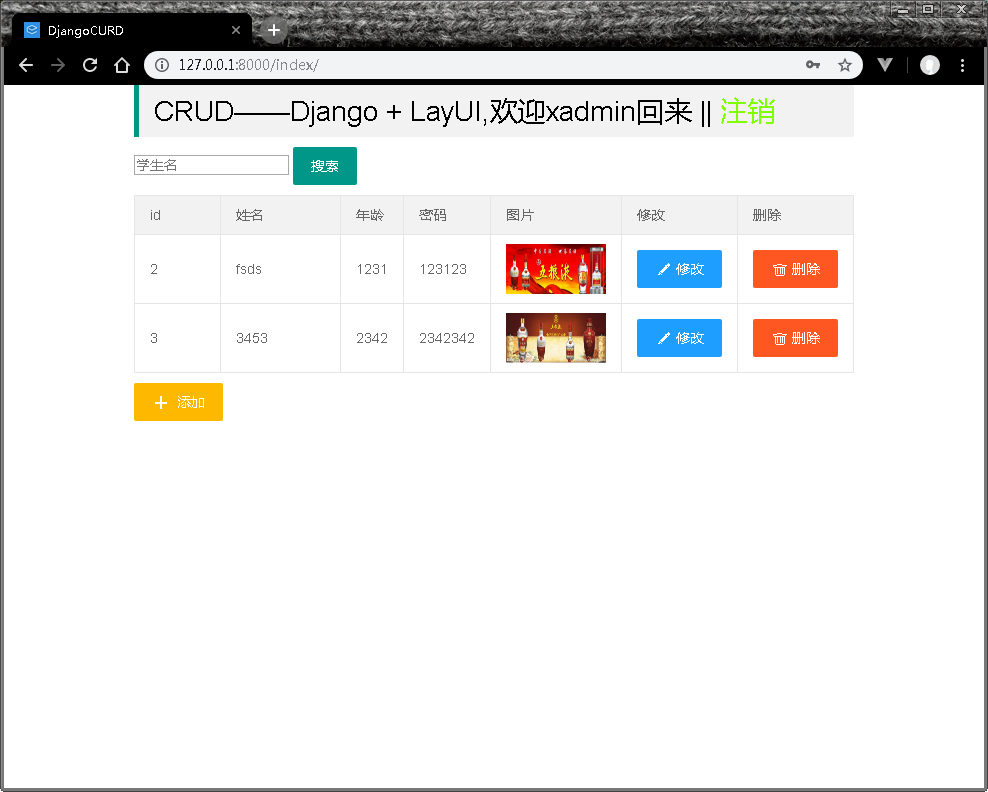 DjangoCURD
127.0.0.1:8000/index/
CRUD——Django + LayUI,欢迎xadmin回来 || 注销
学生名 搜索
id 姓名 年龄 密码 图片 修改 删除
2 fsds 1231 123123 五粮液 修改 删除
3 3453 2342 2342342 修改 删除
添加